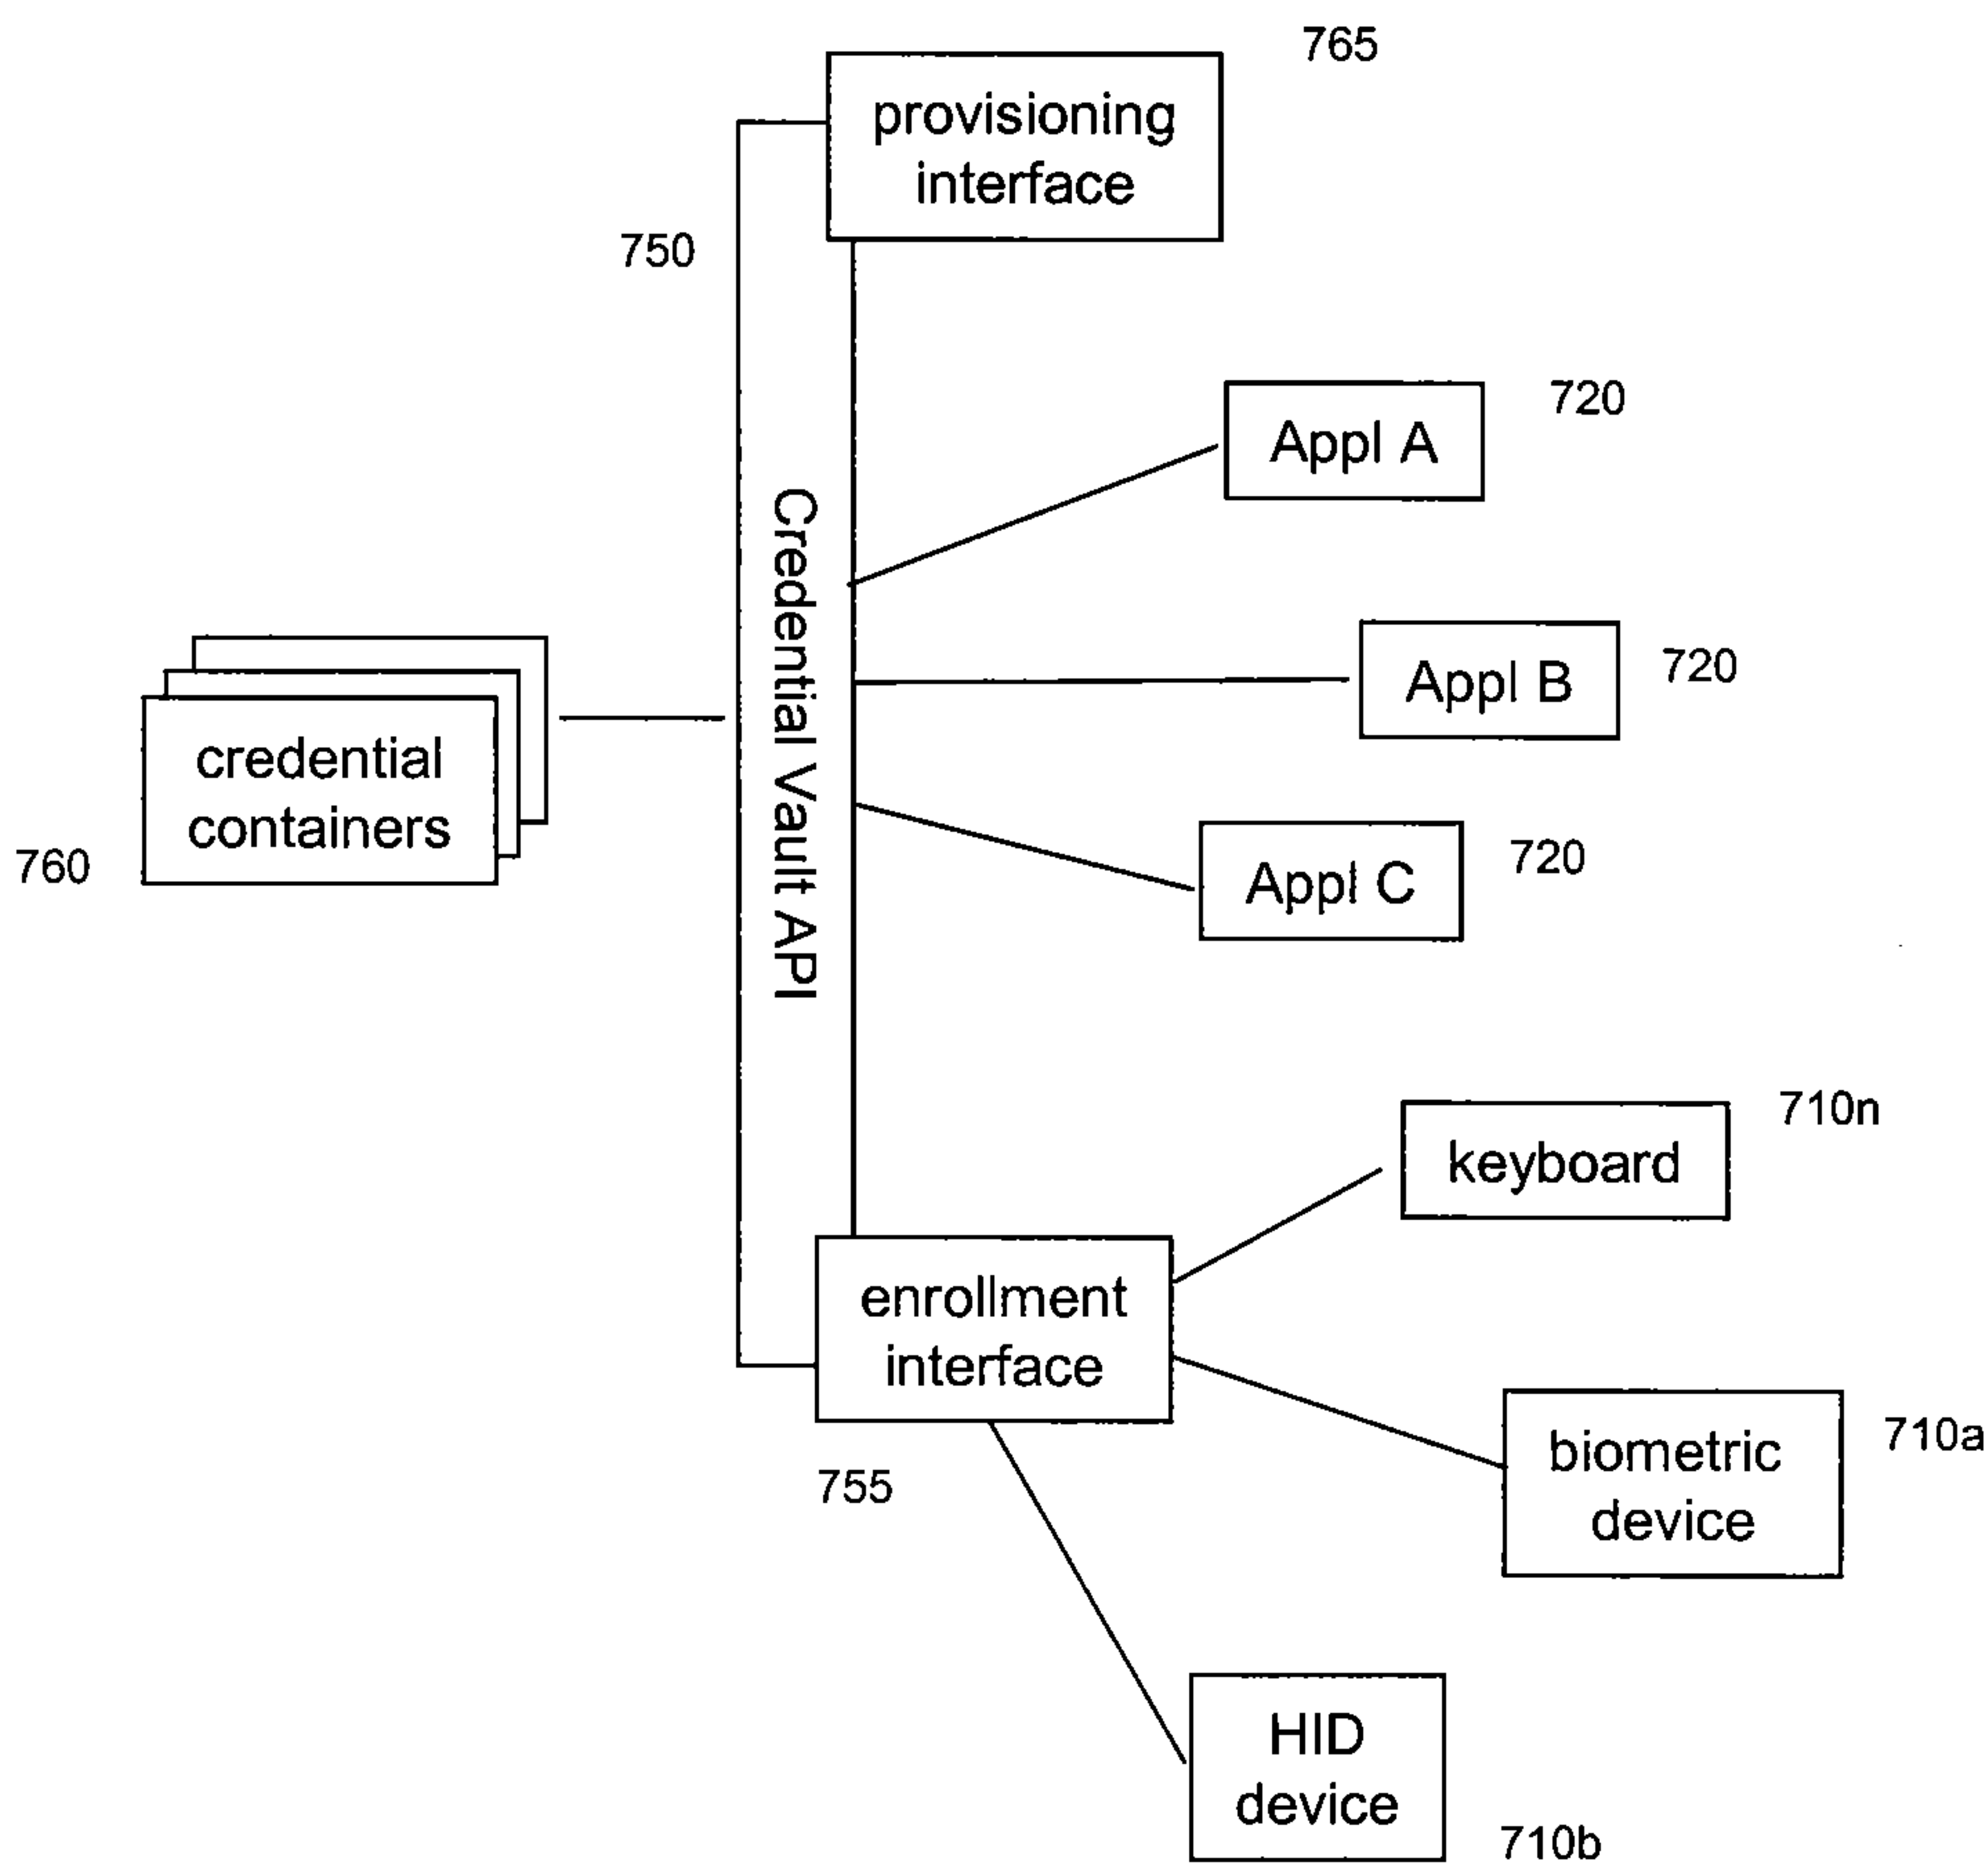 765
provisioning
interface
750
720
Appl A
720
Appl B
Credential Vault API
credential
containers
760
720
Appl C
710n
keyboard
enrollment
interface
755
710a
biometric
device
HID
device
710b